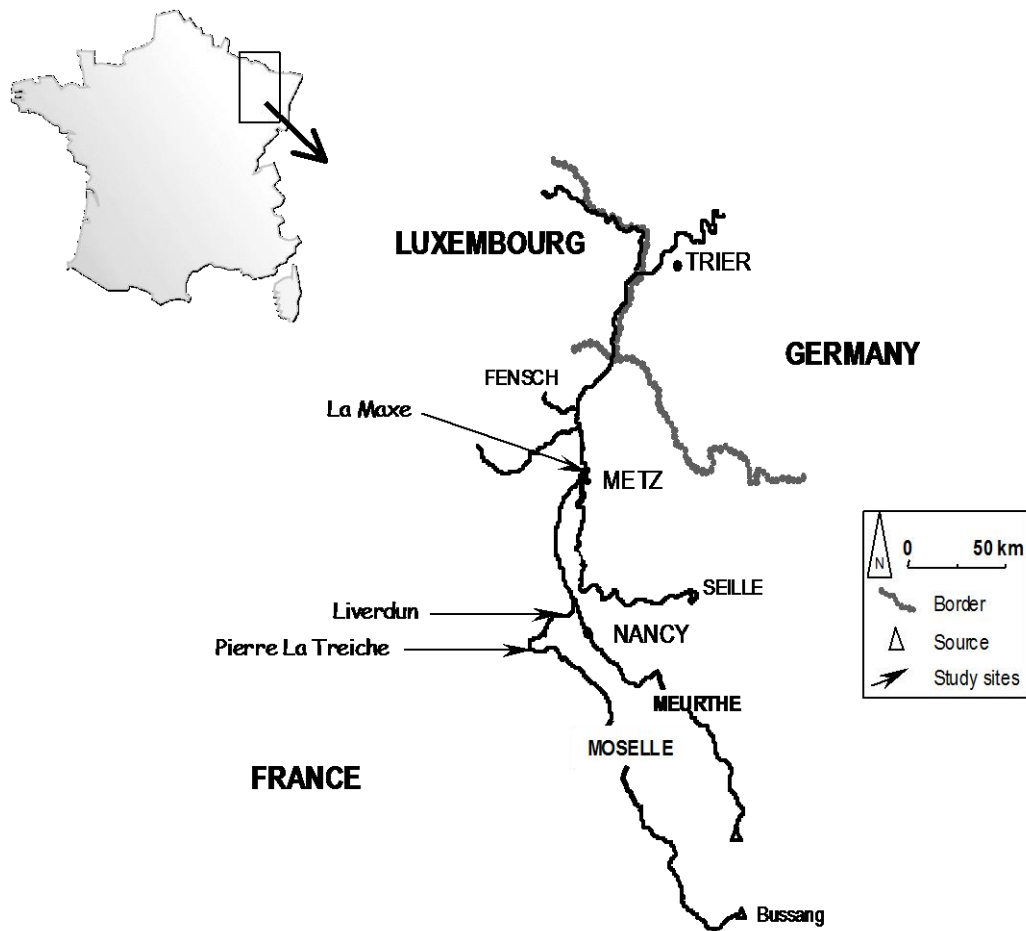 LUXEMBOURG
TRIER
GERMANY
FENSCH
La Maxe
METZ
N
0 50 km
Border
Source
Study sites
SEILLE
Liverdun
NANCY
Pierre La Treiche
MEURTHE
MOSELLE
FRANCE
Bussang